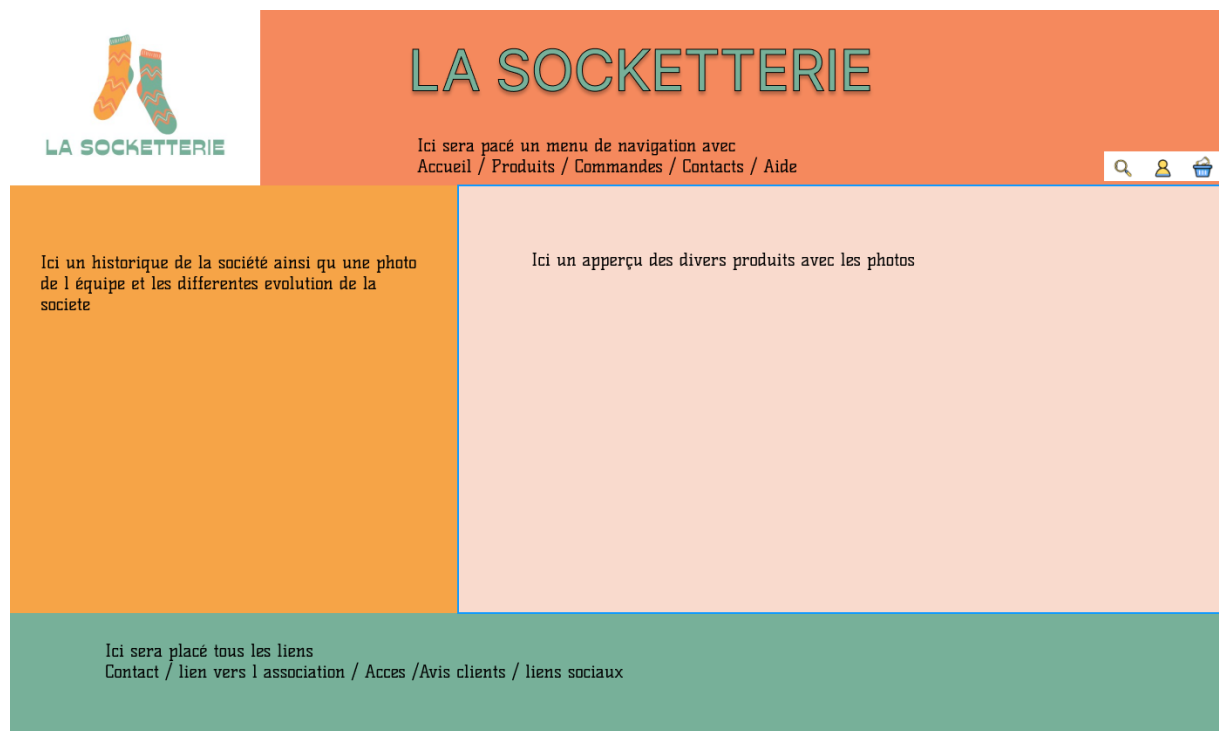 LA SOCKETTERIE
LA SOCKETTERIE
Ici sera pacé un menu de navigation avec
Accueil / Produits / Commandes / Contacts / Aide
Ici un historique de la société ainsi qu une photo
de l équipe et les differentes evolution de la
societe
Ici un apperçu des divers produits avec les photos
Ici sera placé tous les liens
Contact / lien vers l association / Acces /Avis clients / liens sociaux